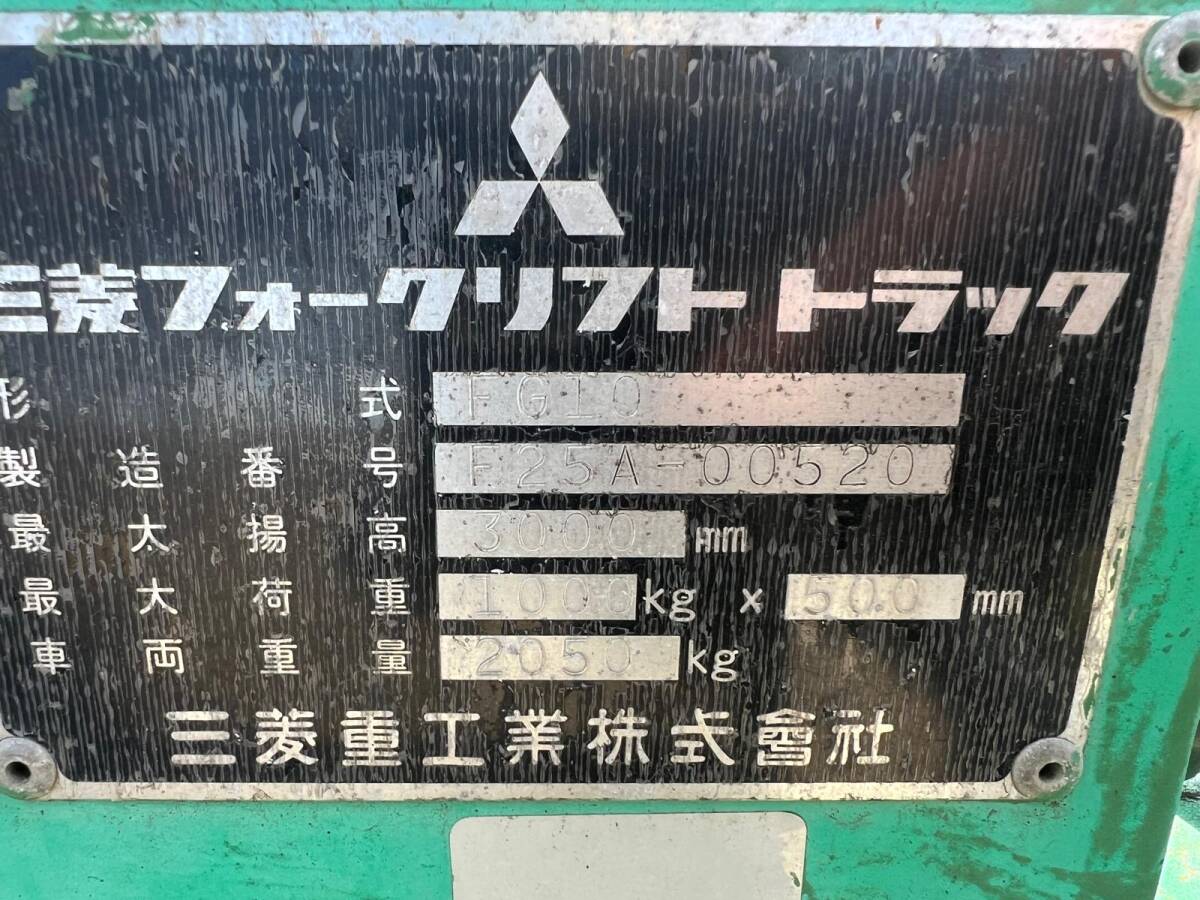 三菱フォークリフト トラック
形 式 FG10
製造番号 F25A-00520
最大揚高 3000 mm
最大荷重 1000 kg × 500 mm
車両重量 2050 kg
三菱重工業株式會社